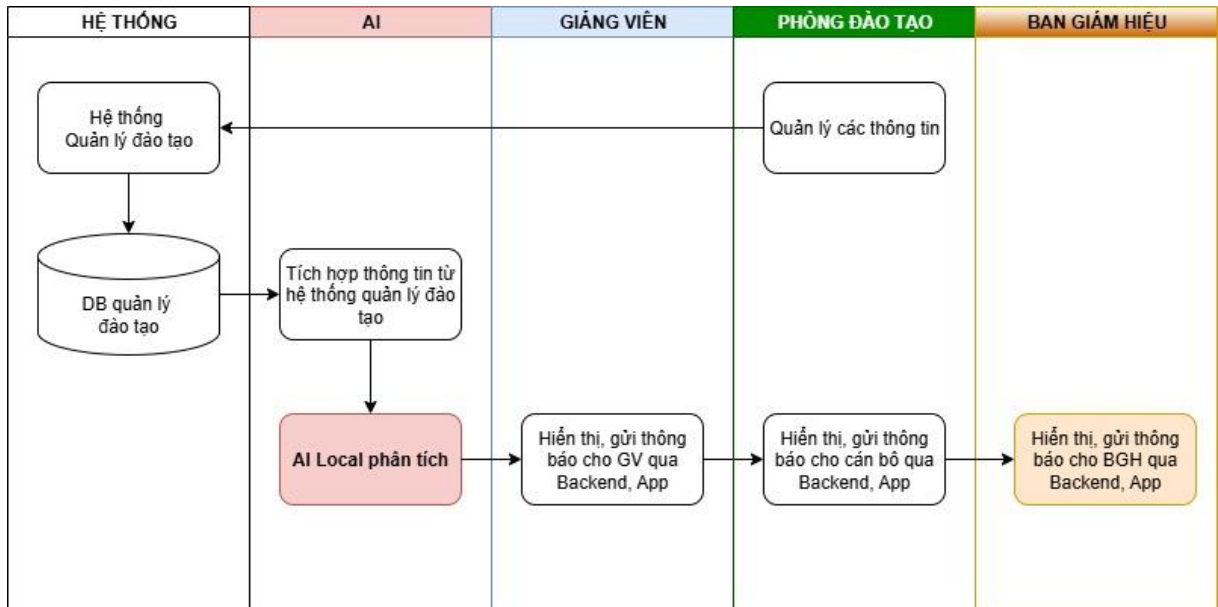 HỆ THỐNG
AI
GIẢNG VIÊN
PHÒNG ĐÀO TẠO
BAN GIÁM HIỆU
Hệ thống
Quản lý đào tạo
Quản lý các thông tin
DB quản lý
đào tạo
Tích hợp thông tin từ
hệ thống quản lý đào
tạo
AI Local phân tích
Hiển thị, gửi thông
báo cho GV qua
Backend, App
Hiển thị, gửi thông
báo cho cán bô qua
Backend, App
Hiển thị, gửi thông
báo cho BGH qua
Backend, App